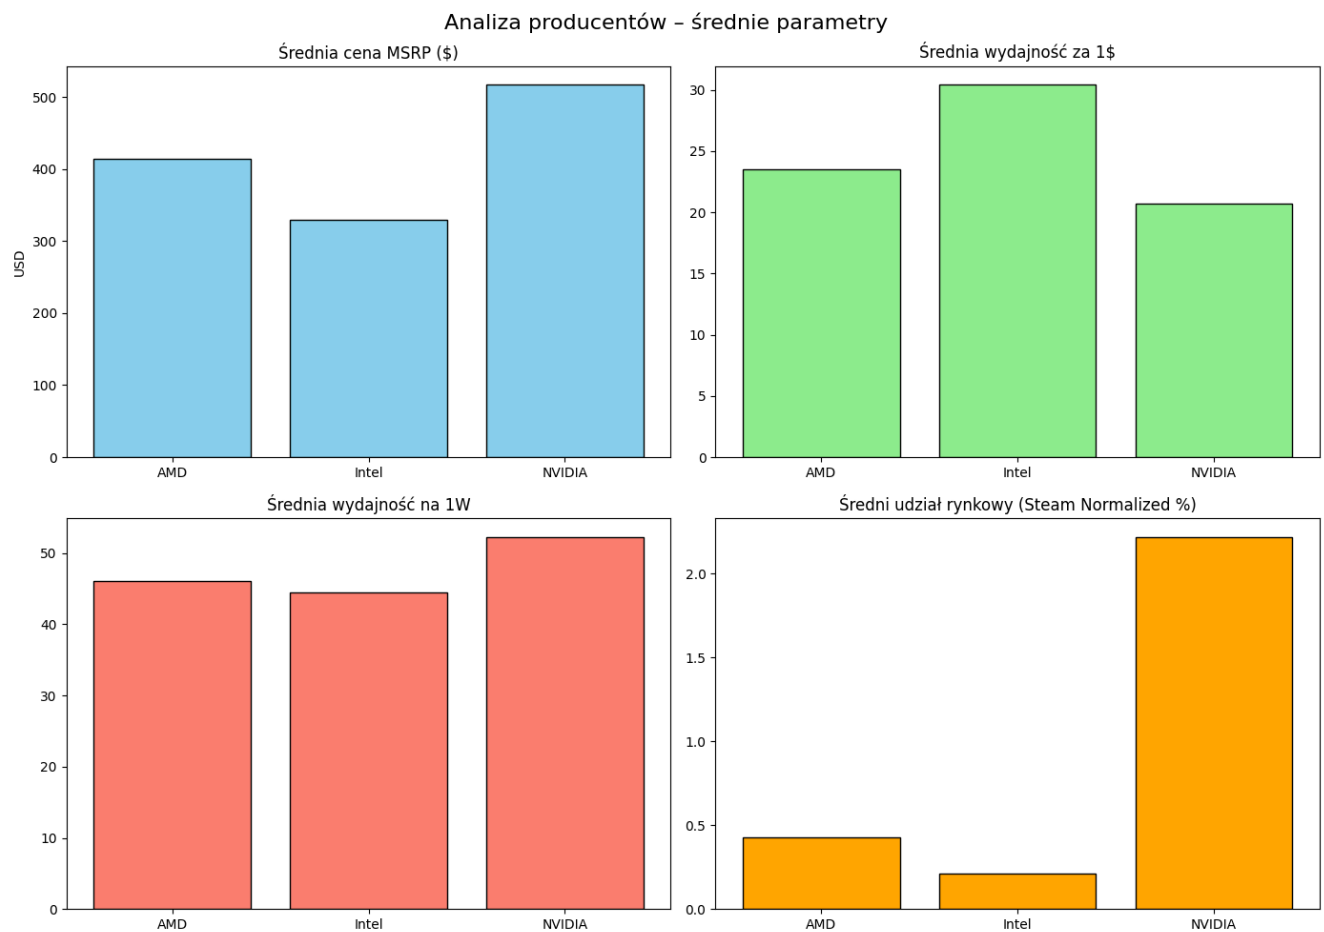 Analiza producentów – średnie parametry
Średnia cena MSRP ($)
USD
500
400
300
200
100
0
AMD Intel NVIDIA
Średnia wydajność za 1$
30
25
20
15
10
5
0
AMD Intel NVIDIA
Średnia wydajność na 1W
50
40
30
20
10
0
AMD Intel NVIDIA
Średni udział rynkowy (Steam Normalized %)
2.0
1.5
1.0
0.5
0.0
AMD Intel NVIDIA